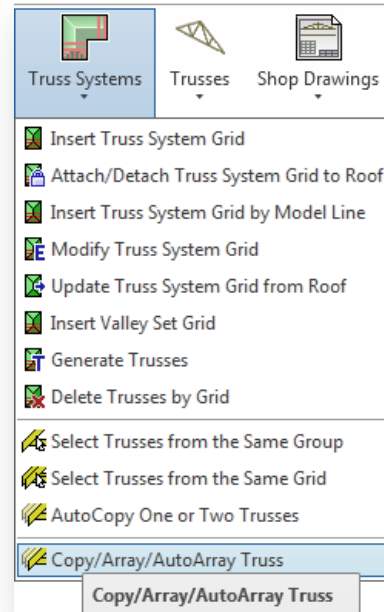 Truss Systems Trusses Shop Drawings
Insert Truss System Grid
Attach/Detach Truss System Grid to Roof
Insert Truss System Grid by Model Line
Modify Truss System Grid
Update Truss System Grid from Roof
Insert Valley Set Grid
Generate Trusses
Delete Trusses by Grid
Select Trusses from the Same Group
Select Trusses from the Same Grid
AutoCopy One or Two Trusses
Copy/Array/AutoArray Truss
Copy/Array/AutoArray Truss